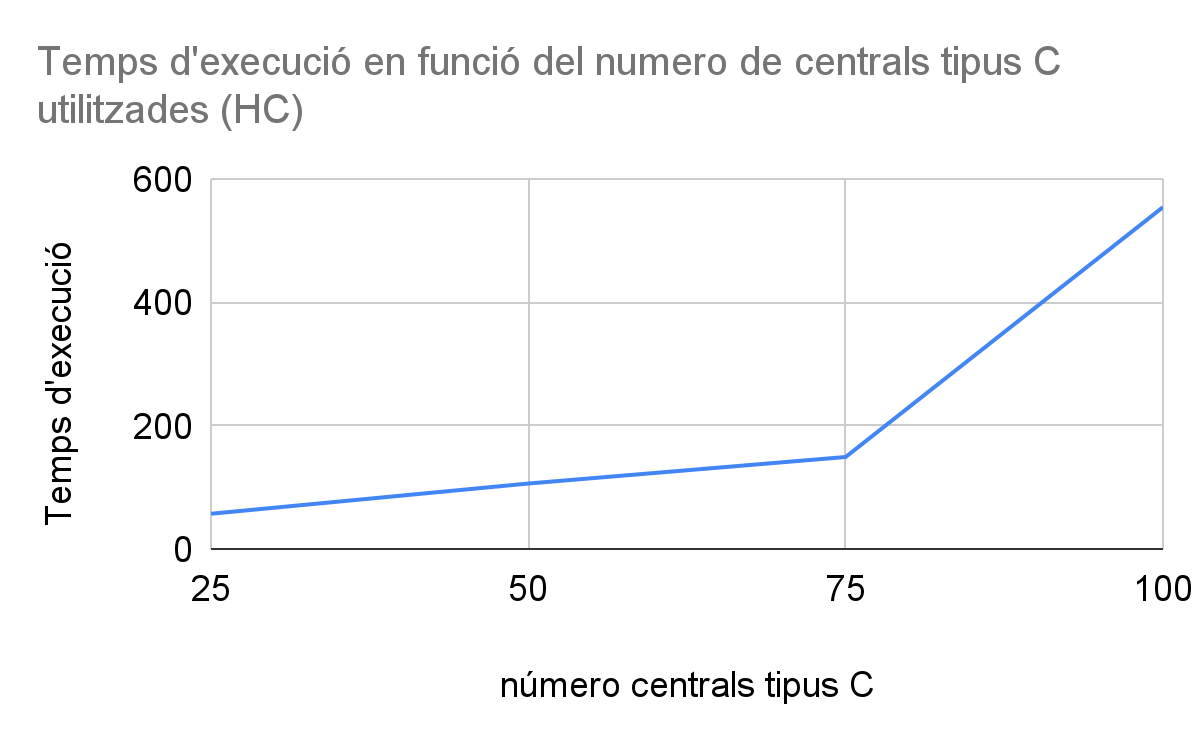 Temps d'execució en funció del numero de centrals tipus C
utilitzades (HC)
600
400
200
0
Temps d'execució
25 50 75 100
número centrals tipus C